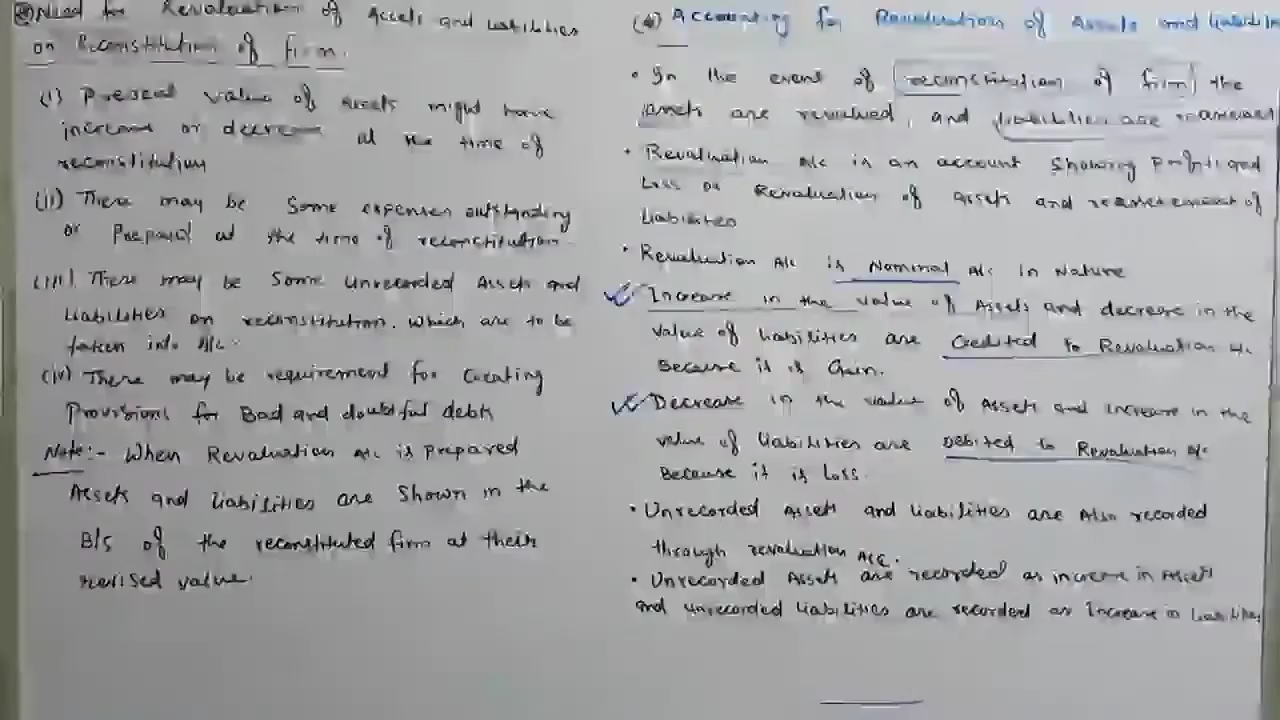 Need for Revaluation of Assets and Liabilities
on Reconstitution of firm.
(i) Present value of Assets might have
increase or decrease at the time of
reconstitution
(ii) There may be Some expenses outstanding
or Prepaid at the time of reconstitution.
(iii) There may be Some unrecorded Assets and
Liabilities on reconstitution. Which are to be
taken into A/c.
(iv) There may be requirement for Creating
Provisions for Bad and doubtful debts
Note:- When Revaluation A/c is Prepared
Assets and liabilities are Shown in the
B/S of the reconstituted firm at their
revised value.
Accounting for Revaluation of Assets and liabilities
• In the event of reconstitution of firm the
assets are revalued, and liabilities are reassessed
• Revaluation A/c is an account Showing Profit and
Loss on Revaluation of Assets and reassessment of
Liabilities
• Revaluation A/c is Nominal A/c in Nature
Increase in the value of Assets and decrease in the
value of liabilities are Credited to Revaluation A/c
Because it is Gain.
Decrease in the value of Assets and increase in the
value of liabilities are Debited to Revaluation A/c
Because it is Loss.
• Unrecorded Assets and liabilities are Also recorded
through revaluation A/c.
• Unrecorded Assets are recorded as increase in Assets
and unrecorded liabilities are recorded as Increase in liabilities